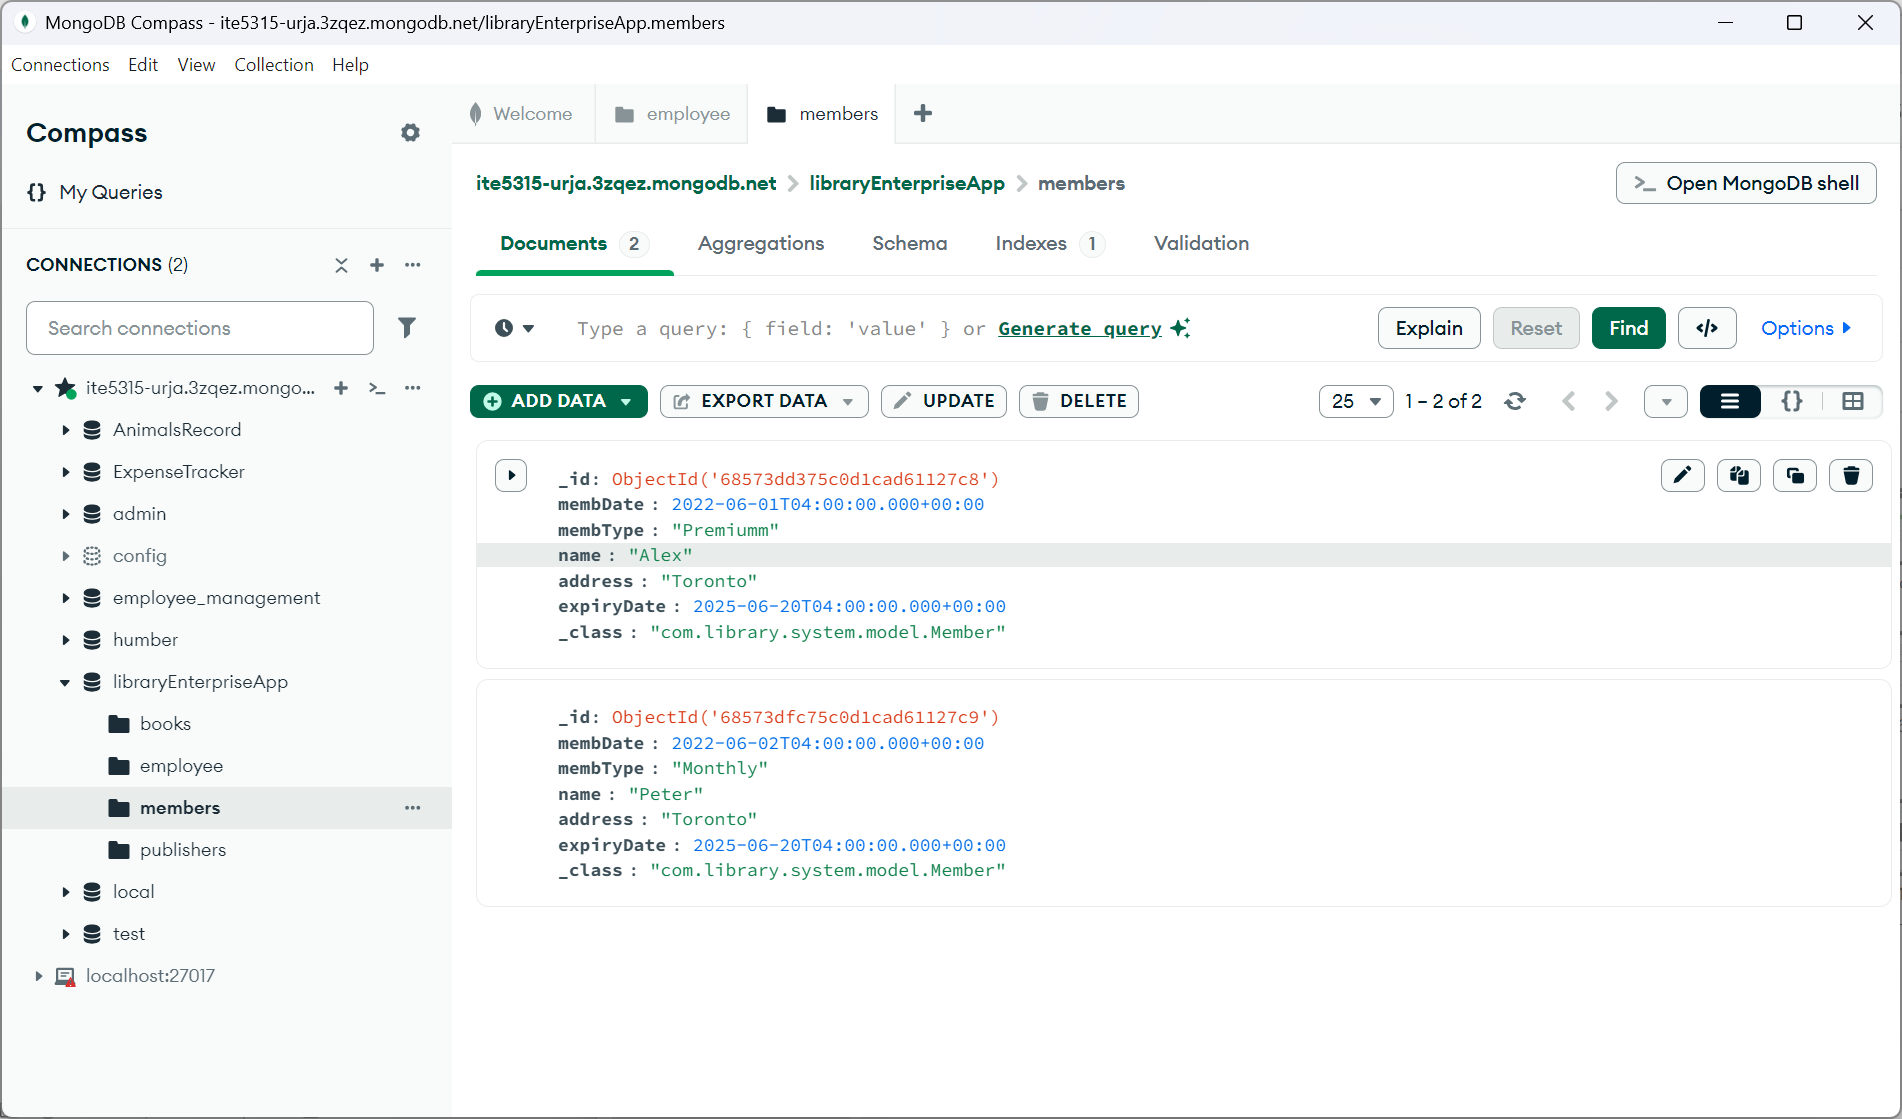 MongoDB Compass - ite5315-urja.3zqez.mongodb.net/libraryEnterpriseApp.members
Connections Edit View Collection Help
Compass
{} My Queries
CONNECTIONS (2)
Search connections
ite5315-urja.3zqez.mongo...
AnimalsRecord
ExpenseTracker
admin
config
employee_management
humber
libraryEnterpriseApp
books
employee
members
publishers
local
test
localhost:27017
Welcome employee members
ite5315-urja.3zqez.mongodb.net > libraryEnterpriseApp > members
>_ Open MongoDB shell
Documents 2 Aggregations Schema Indexes 1 Validation
Type a query: { field: 'value' } or Generate query
Explain Reset Find </> Options
ADD DATA EXPORT DATA UPDATE DELETE
25 1 – 2 of 2 {}
_id: ObjectId('68573dd375c0d1cad61127c8')
membDate : 2022-06-01T04:00:00.000+00:00
membType : "Premiumm"
name : "Alex"
address : "Toronto"
expiryDate : 2025-06-20T04:00:00.000+00:00
_class : "com.library.system.model.Member"
_id: ObjectId('68573dfc75c0d1cad61127c9')
membDate : 2022-06-02T04:00:00.000+00:00
membType : "Monthly"
name : "Peter"
address : "Toronto"
expiryDate : 2025-06-20T04:00:00.000+00:00
_class : "com.library.system.model.Member"